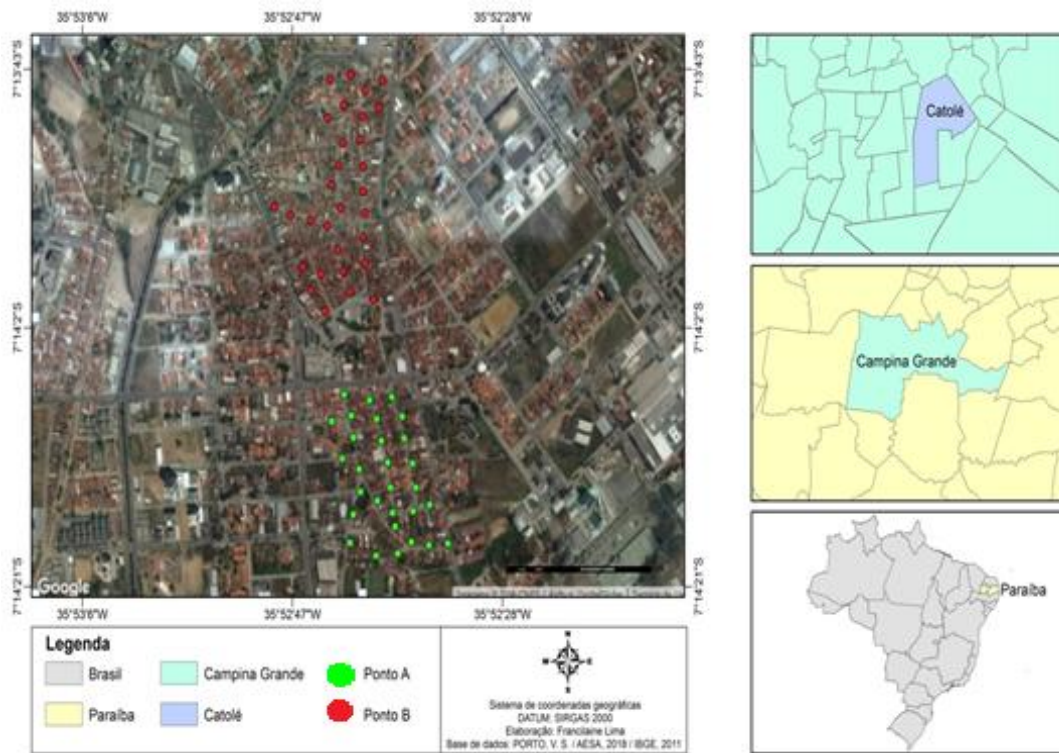 35°53'6"W
35°52'47"W
35°52'28"W
7°13'43"S
7°13'43"S
7°14'2"S
7°14'2"S
7°14'21"S
7°14'21"S
Google
35°53'6"W
35°52'47"W
35°52'28"W
Catolé
Campina Grande
Paraíba
Legenda
Brasil
Campina Grande
Ponto A
Paraíba
Catolé
Ponto B
N
W
E
S
Sistema de coordenadas geográficas
DATUM: SIRGAS 2000
Elaboração: Francilaine Lima
Base de dados: PORTO, V. S. / AESA, 2018 / IBGE, 2011